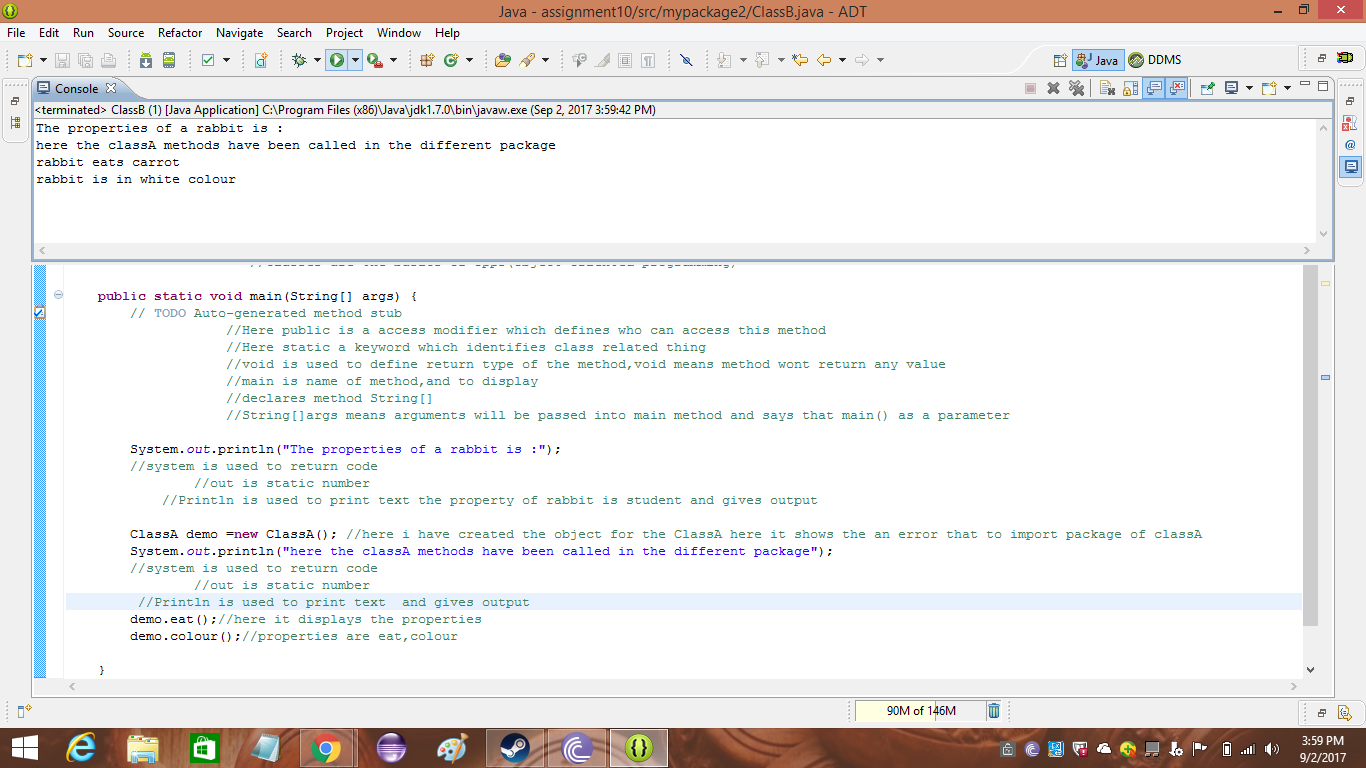 Java - assignment10/src/mypackage2/ClassB.java - ADT
File Edit Run Source Refactor Navigate Search Project Window Help
Java DDMS
Console
<terminated> ClassB (1) [Java Application] C:\Program Files (x86)\Java\jdk1.7.0\bin\javaw.exe (Sep 2, 2017 3:59:42 PM)
The properties of a rabbit is :
here the classA methods have been called in the different package
rabbit eats carrot
rabbit is in white colour
public static void main(String[] args) {
// TODO Auto-generated method stub
//Here public is a access modifier which defines who can access this method
//Here static a keyword which identifies class related thing
//void is used to define return type of the method,void means method wont return any value
//main is name of method,and to display
//declares method String[]
//String[]args means arguments will be passed into main method and says that main() as a parameter
System.out.println("The properties of a rabbit is :");
//system is used to return code
//out is static number
//Println is used to print text the property of rabbit is student and gives output
ClassA demo =new ClassA(); //here i have created the object for the ClassA here it shows the an error that to import package of classA
System.out.println("here the classA methods have been called in the different package");
//system is used to return code
//out is static number
//Println is used to print text  and gives output
demo.eat();//here it displays the properties
demo.colour();//properties are eat,colour
}
90M of 146M
3:59 PM
9/2/2017